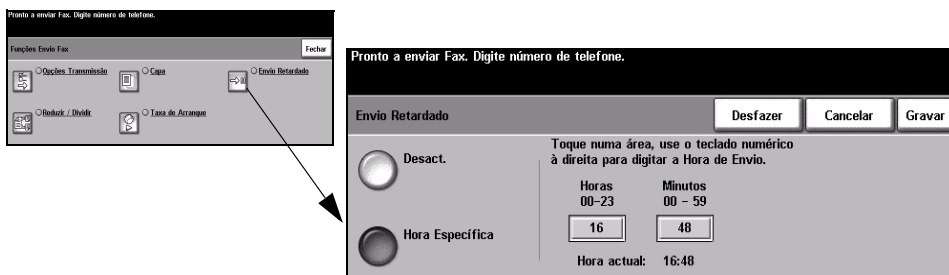 Pronto a enviar Fax. Digite número de telefone.
Funções Envio Fax
Fechar
Opções Transmissão
Capa
Envio Retardado
Reduzir / Dividir
Taxa de Arranque
Pronto a enviar Fax. Digite número de telefone.
Envio Retardado
Desfazer
Cancelar
Gravar
Desact.
Hora Específica
Toque numa área, use o teclado numérico
à direita para digitar a Hora de Envio.
Horas
00-23
Minutos
00 - 59
16
48
Hora actual: 16:48